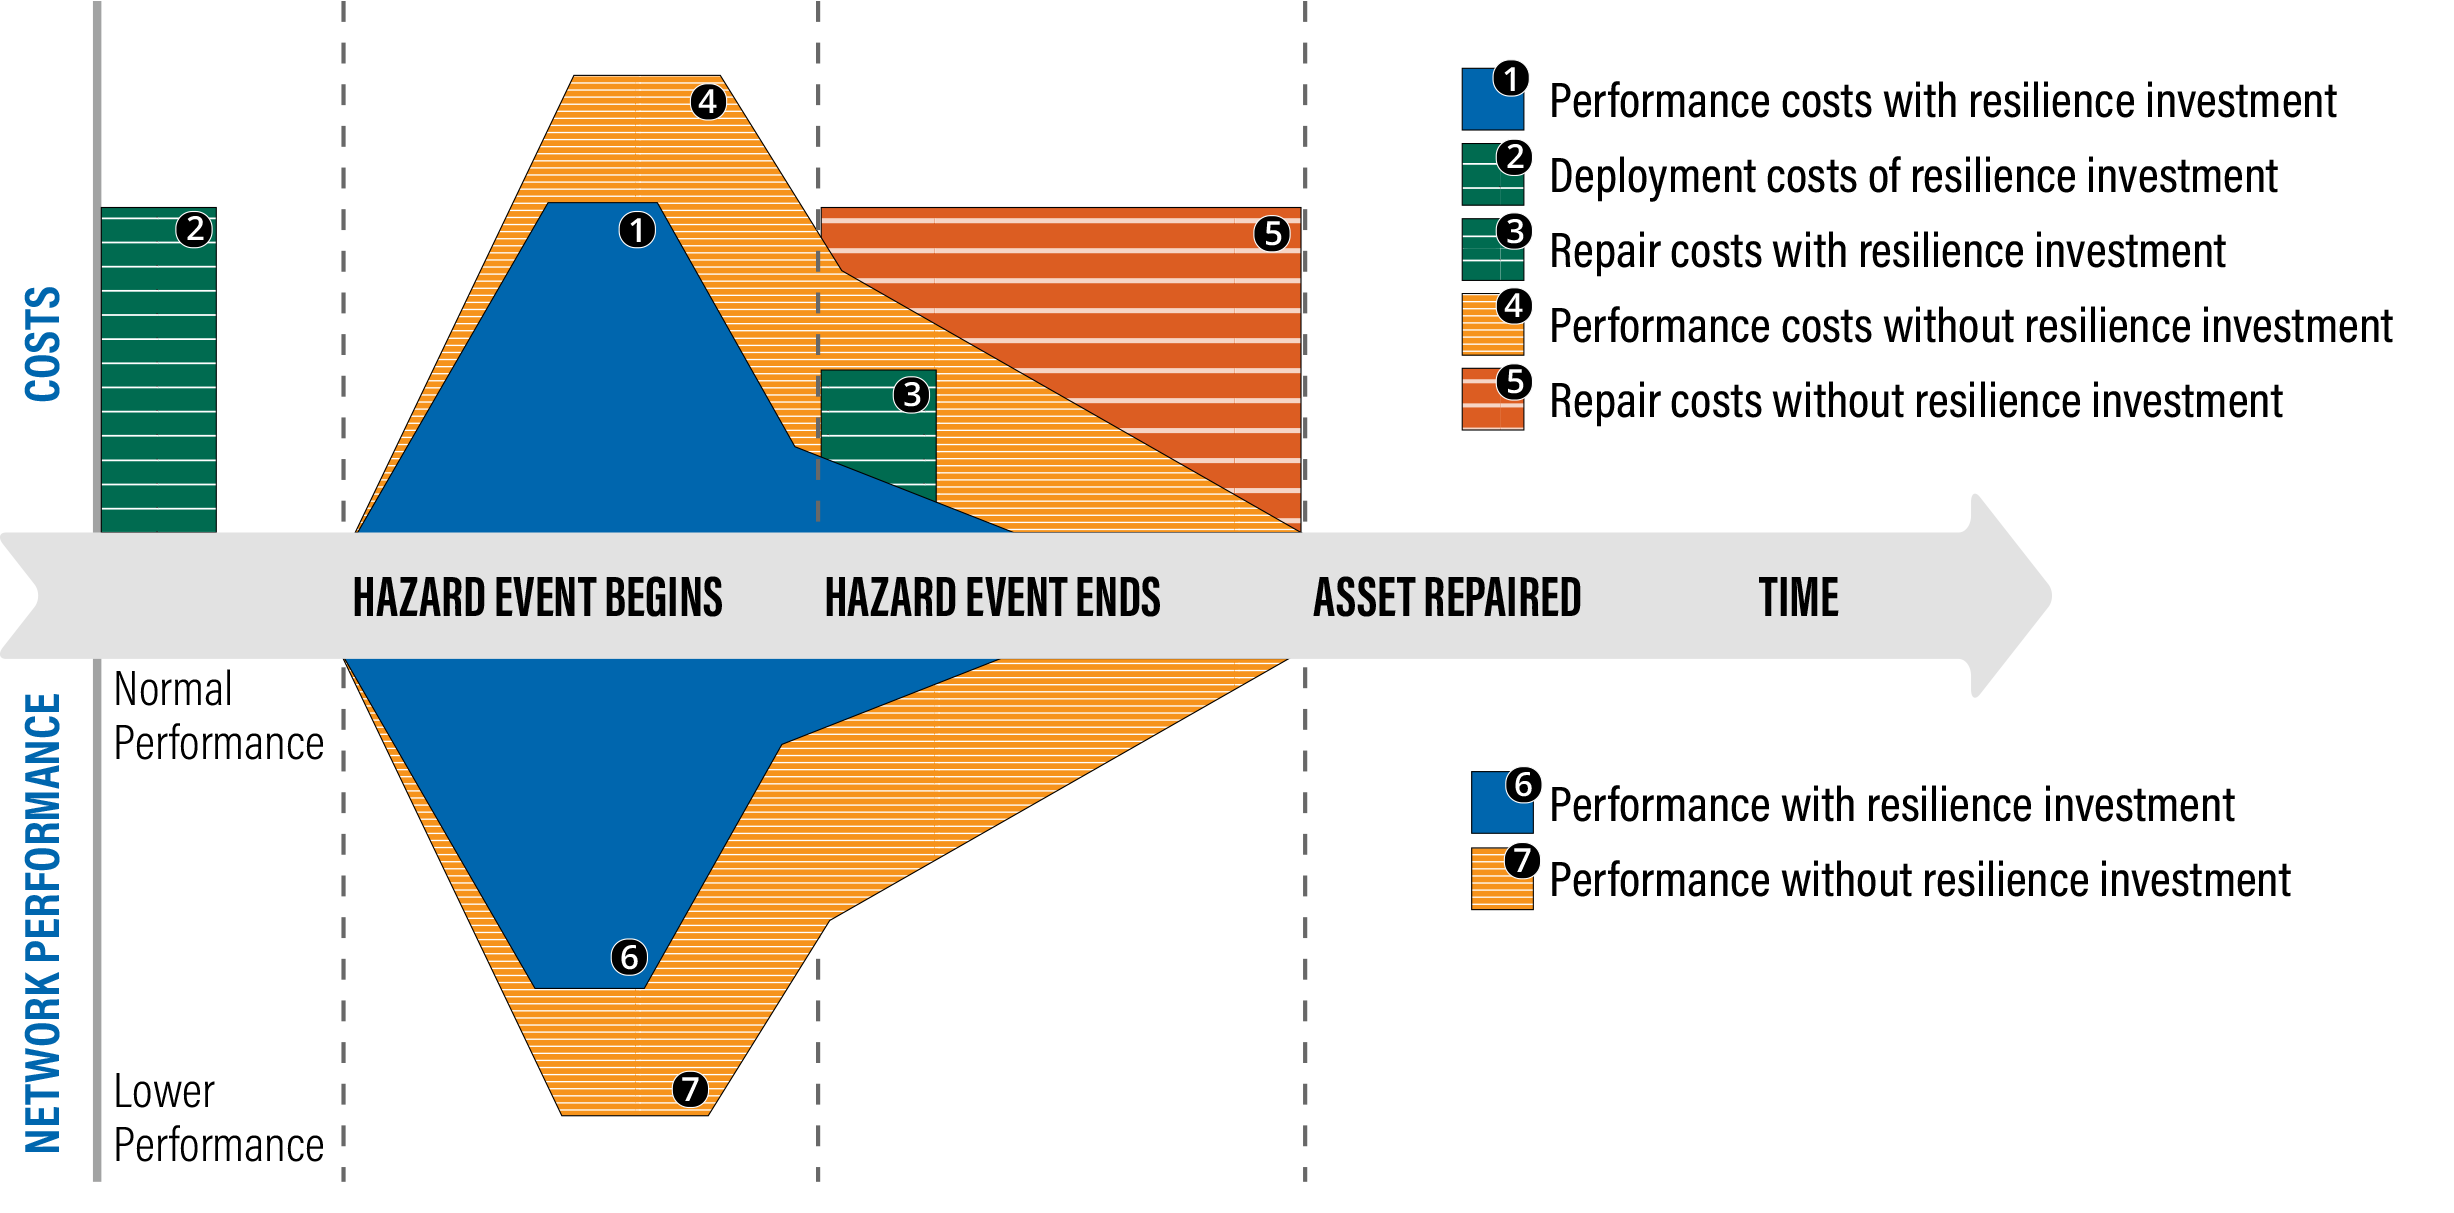 COSTS
2
4
1
5
3
1 Performance costs with resilience investment
2 Deployment costs of resilience investment
3 Repair costs with resilience investment
4 Performance costs without resilience investment
5 Repair costs without resilience investment
HAZARD EVENT BEGINS
HAZARD EVENT ENDS
ASSET REPAIRED
TIME
NETWORK PERFORMANCE
Normal
Performance
Lower
Performance
6
7
6 Performance with resilience investment
7 Performance without resilience investment